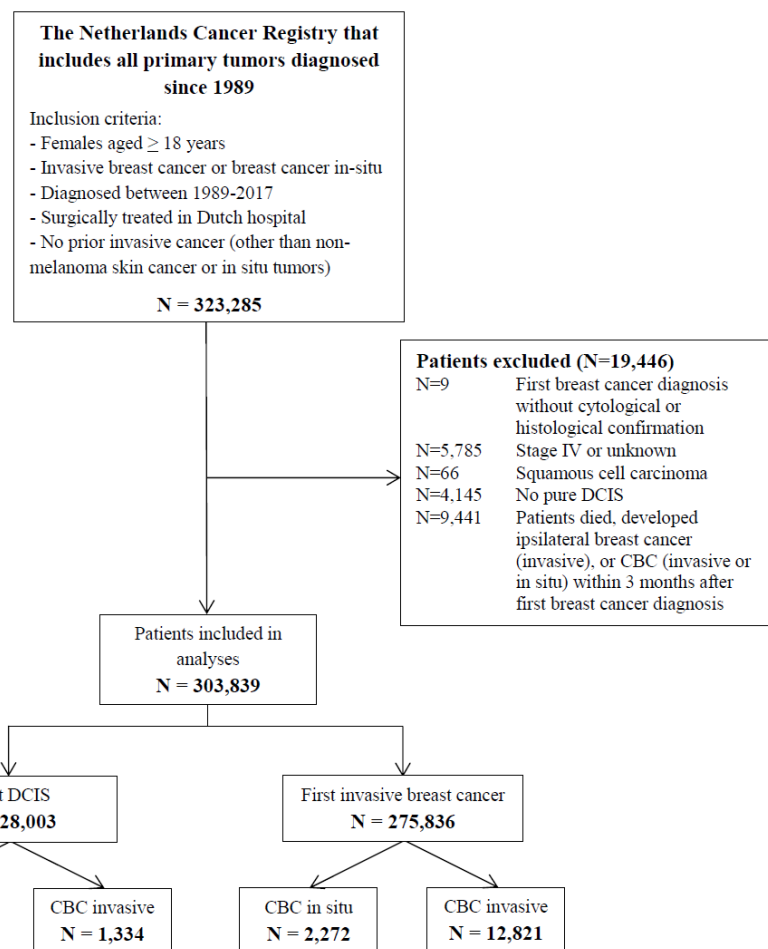 The Netherlands Cancer Registry that
includes all primary tumors diagnosed
since 1989
Inclusion criteria:
- Females aged ≥ 18 years
- Invasive breast cancer or breast cancer in-situ
- Diagnosed between 1989-2017
- Surgically treated in Dutch hospital
- No prior invasive cancer (other than non-
melanoma skin cancer or in situ tumors)
N = 323,285
Patients excluded (N=19,446)
N=9 First breast cancer diagnosis
without cytological or
histological confirmation
N=5,785 Stage IV or unknown
N=66 Squamous cell carcinoma
N=4,145 No pure DCIS
N=9,441 Patients died, developed
ipsilateral breast cancer
(invasive), or CBC (invasive or
in situ) within 3 months after
first breast cancer diagnosis
Patients included in
analyses
N = 303,839
DCIS
28,003
First invasive breast cancer
N = 275,836
CBC invasive
N = 1,334
CBC in situ
N = 2,272
CBC invasive
N = 12,821